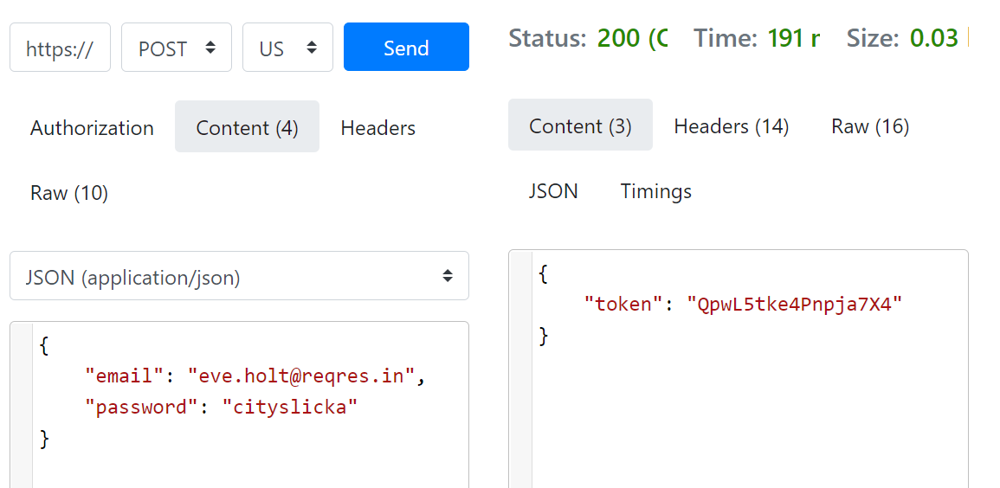 https://
POST
US
Send
Authorization
Content (4)
Headers
Raw (10)
JSON (application/json)
{
"email": "eve.holt@reqres.in",
"password": "cityslicka"
}
Status: 200 (
Time: 191
Size: 0.03
Content (3)
Headers (14)
Raw (16)
JSON
Timings
{
"token": "QpwL5tke4Pnpja7X4"
}